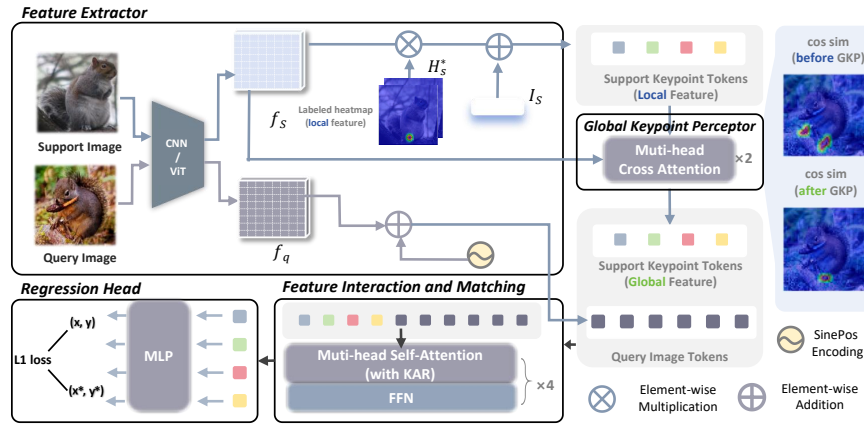 Feature Extractor
Support Image
Query Image
CNN
/
ViT
f_S
f_q
Labeled heatmap
(local feature)
H_s^*
I_S
Support Keypoint Tokens
(Local Feature)
Global Keypoint Perceptor
Muti-head
Cross Attention
×2
Support Keypoint Tokens
(Global Feature)
Query Image Tokens
cos sim
(before GKP)
cos sim
(after GKP)
SinePos
Encoding
Regression Head
(x, y)
L1 loss
(x*, y*)
MLP
Feature Interaction and Matching
Muti-head Self-Attention
(with KAR)
FFN
×4
Element-wise
Multiplication
Element-wise
Addition